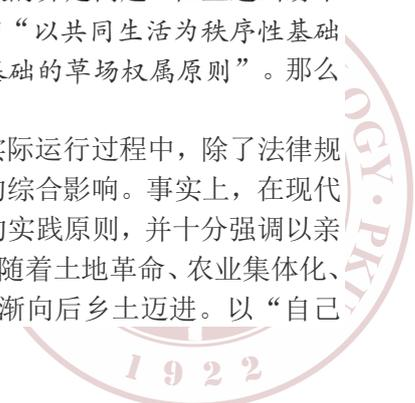 “以共同生活为秩序性基础
基础的草场权属原则”。那么
实际运行过程中，除了法律规
的综合影响。事实上，在现代
的实践原则，并十分强调以亲
随着土地革命、农业集体化、
渐向后乡土迈进。以“自己
OGY · PK
1922